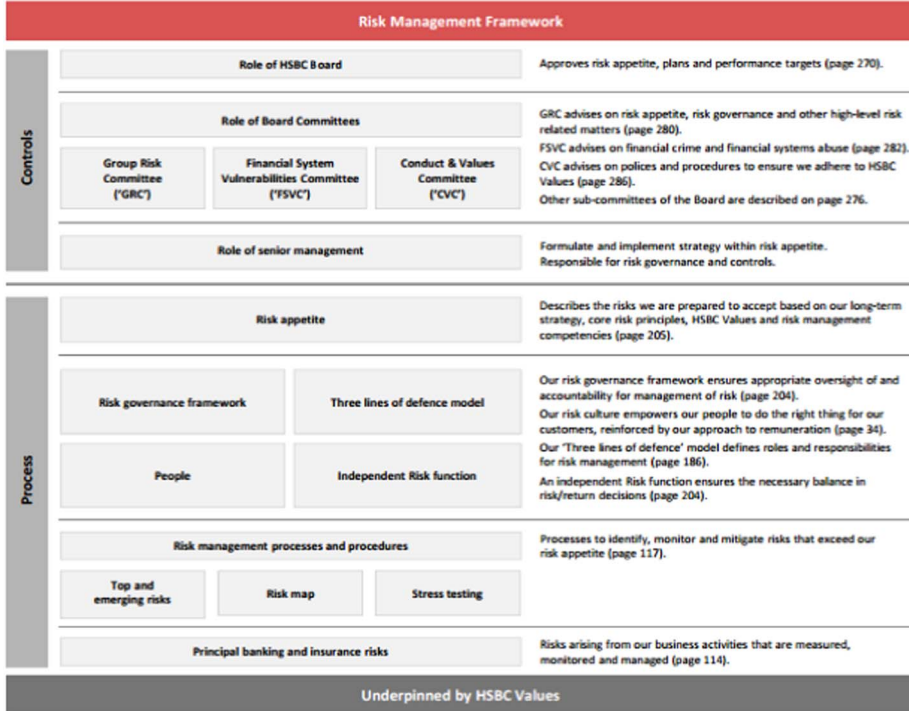 Risk Management Framework
Controls
Role of HSBC Board
Approves risk appetite, plans and performance targets (page 270).
Role of Board Committees
Group Risk
Committee
('GRC')
Financial System
Vulnerabilities Committee
('FSVC')
Conduct & Values
Committee
('CVC')
GRC advises on risk appetite, risk governance and other high-level risk
related matters (page 280).
FSVC advises on financial crime and financial systems abuse (page 282).
CVC advises on polices and procedures to ensure we adhere to HSBC
Values (page 286).
Other sub-committees of the Board are described on page 276.
Role of senior management
Formulate and implement strategy within risk appetite.
Responsible for risk governance and controls.
Process
Risk appetite
Describes the risks we are prepared to accept based on our long-term
strategy, core risk principles, HSBC Values and risk management
competencies (page 205).
Risk governance framework
Three lines of defence model
People
Independent Risk function
Our risk governance framework ensures appropriate oversight of and
accountability for management of risk (page 204).
Our risk culture empowers our people to do the right thing for our
customers, reinforced by our approach to remuneration (page 34).
Our 'Three lines of defence' model defines roles and responsibilities
for risk management (page 186).
An independent Risk function ensures the necessary balance in
risk/return decisions (page 204).
Risk management processes and procedures
Top and
emerging risks
Risk map
Stress testing
Processes to identify, monitor and mitigate risks that exceed our
risk appetite (page 117).
Principal banking and insurance risks
Risks arising from our business activities that are measured,
monitored and managed (page 114).
Underpinned by HSBC Values